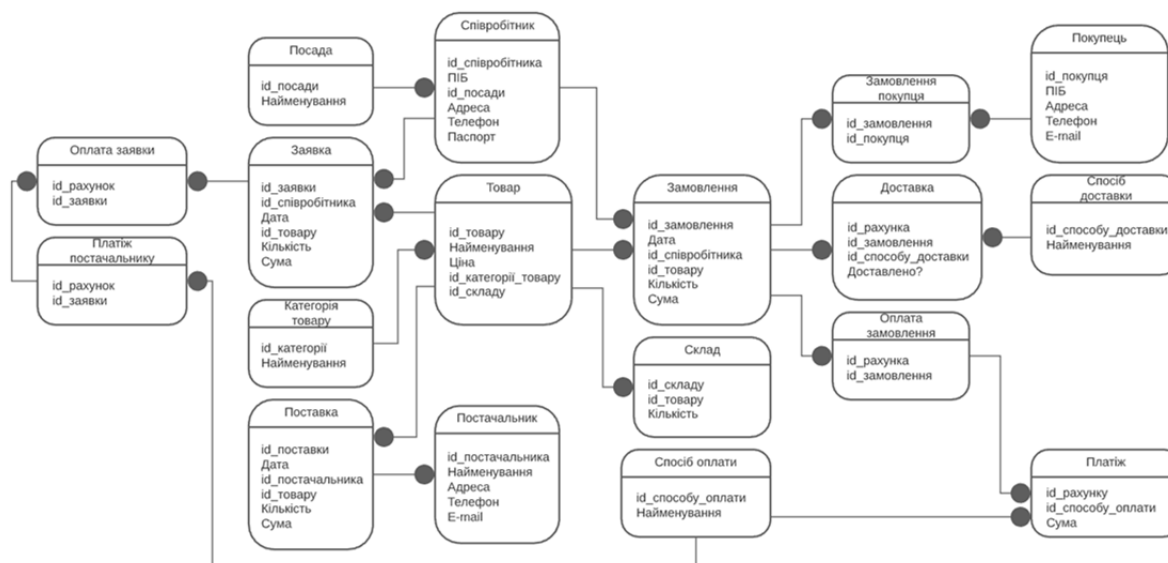 Посада
id_посади
Найменування
Співробітник
id_співробітника
ПІБ
id_посади
Адреса
Телефон
Паспорт
Замовлення
покупця
id_замовлення
id_покупця
Покупець
id_покупця
ПІБ
Адреса
Телефон
E-mail
Оплата заявки
id_рахунок
id_заявки
Заявка
id_заявки
id_співробітника
Дата
id_товару
Кількість
Сума
Товар
id_товару
Найменування
Ціна
id_категорії_товару
id_складу
Замовлення
id_замовлення
Дата
id_співробітника
id_товару
Кількість
Сума
Доставка
id_рахунка
id_замовлення
id_способу_доставки
Доставлено?
Спосіб
доставки
id_способу_доставки
Найменування
Платіж
постачальнику
id_рахунок
id_заявки
Категорія
товару
id_категорії
Найменування
Склад
id_складу
id_товару
Кількість
Оплата
замовлення
id_рахунка
id_замовлення
Поставка
id_поставки
Дата
id_постачальника
id_товару
Кількість
Сума
Постачальник
id_постачальника
Найменування
Адреса
Телефон
E-mail
Спосіб оплати
id_способу_оплати
Найменування
Платіж
id_рахунку
id_способу_оплати
Сума